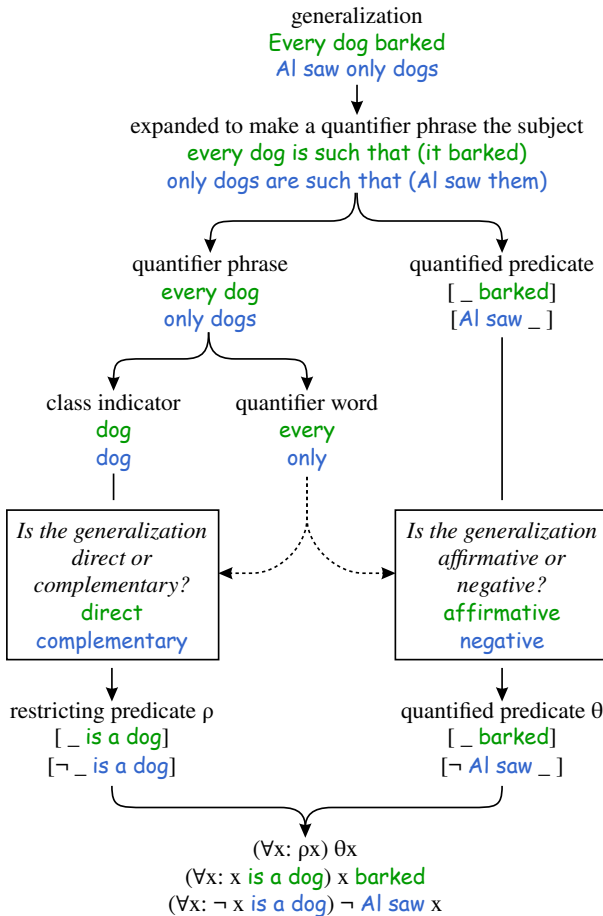 generalization
Every dog barked
Al saw only dogs
expanded to make a quantifier phrase the subject
every dog is such that (it barked)
only dogs are such that (Al saw them)
quantifier phrase
every dog
only dogs
quantified predicate
[ _ barked]
[Al saw _ ]
class indicator
dog
dog
quantifier word
every
only
Is the generalization
direct or
complementary?
direct
complementary
Is the generalization
affirmative or
negative?
affirmative
negative
restricting predicate ρ
[ _ is a dog]
[¬ _ is a dog]
quantified predicate θ
[ _ barked]
[¬ Al saw _ ]
(∀x: ρx) θx
(∀x: x is a dog) x barked
(∀x: ¬ x is a dog) ¬ Al saw x